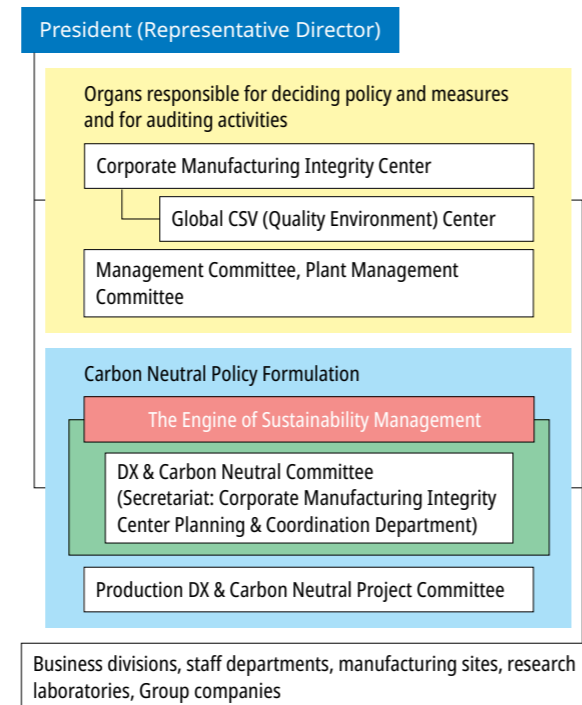 President (Representative Director)
Organs responsible for deciding policy and measures
and for auditing activities
Corporate Manufacturing Integrity Center
Global CSV (Quality Environment) Center
Management Committee, Plant Management
Committee
Carbon Neutral Policy Formulation
The Engine of Sustainability Management
DX & Carbon Neutral Committee
(Secretariat: Corporate Manufacturing Integrity
Center Planning & Coordination Department)
Production DX & Carbon Neutral Project Committee
Business divisions, staff departments, manufacturing sites, research
laboratories, Group companies